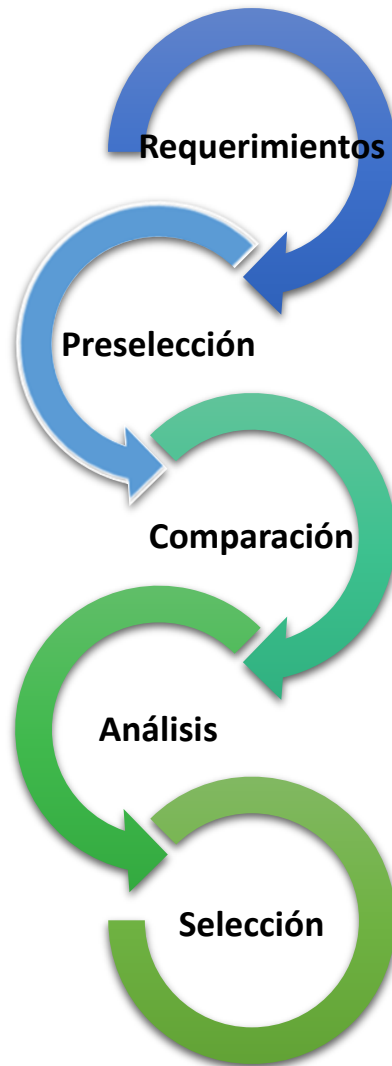 Requerimientos
Preselección
Comparación
Análisis
Selección